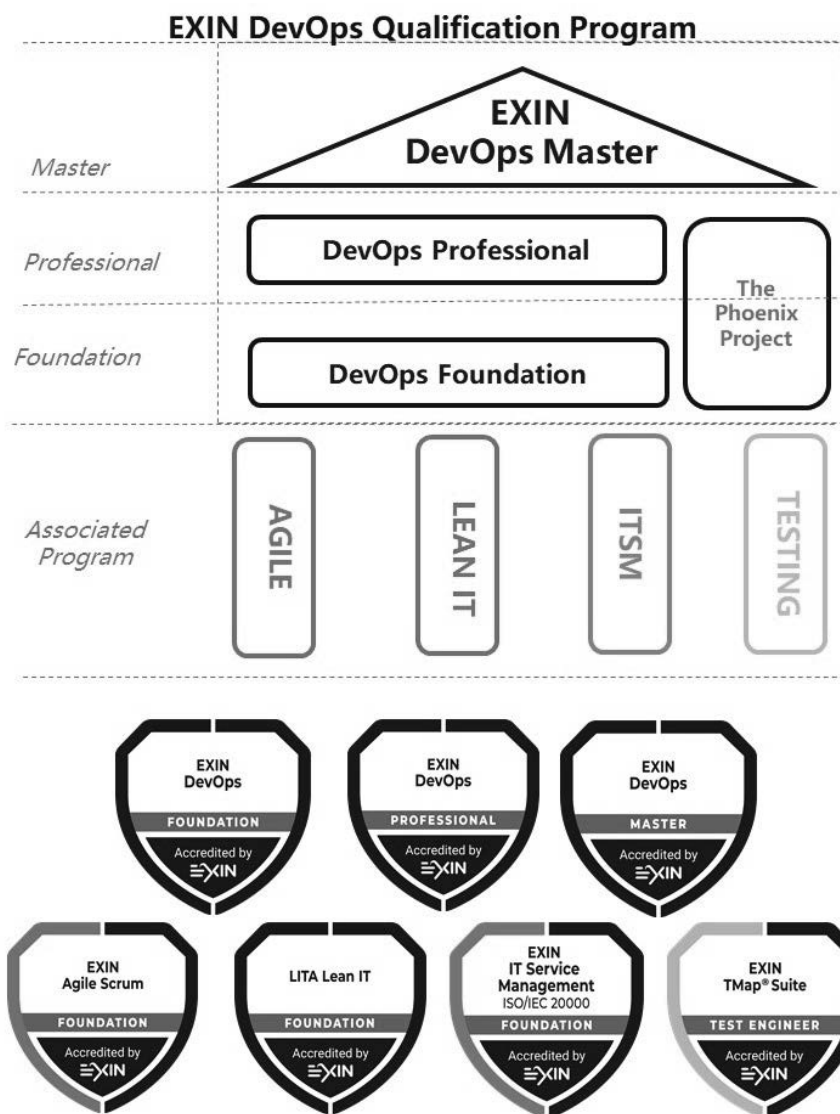 EXIN DevOps Qualification Program
EXIN
DevOps Master
Master
Professional
DevOps Professional
The
Phoenix
Project
Foundation
DevOps Foundation
Associated
Program
AGILE
LEAN IT
ITSM
TESTING
EXIN
DevOps
FOUNDATION
Accredited by
EXIN
EXIN
DevOps
PROFESSIONAL
Accredited by
EXIN
EXIN
DevOps
MASTER
Accredited by
EXIN
EXIN
Agile Scrum
FOUNDATION
Accredited by
EXIN
LITA Lean IT
FOUNDATION
Accredited by
EXIN
EXIN
IT Service
Management
ISO/IEC 20000
FOUNDATION
Accredited by
EXIN
EXIN
TMap® Suite
TEST ENGINEER
Accredited by
EXIN